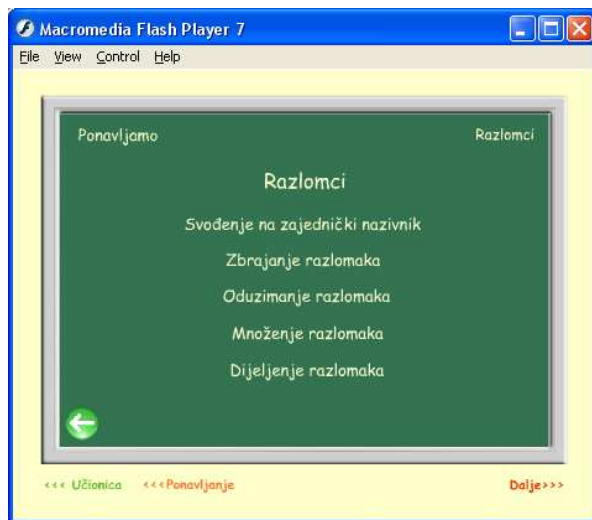 Macromedia Flash Player 7
File View Control Help
Ponavljamo Razlomci
Razlomci
Svođenje na zajednički nazivnik
Zbrajanje razlomaka
Oduzimanje razlomaka
Množenje razlomaka
Dijeljenje razlomaka
<<< Učionica <<<Ponavljanje Dalje>>>